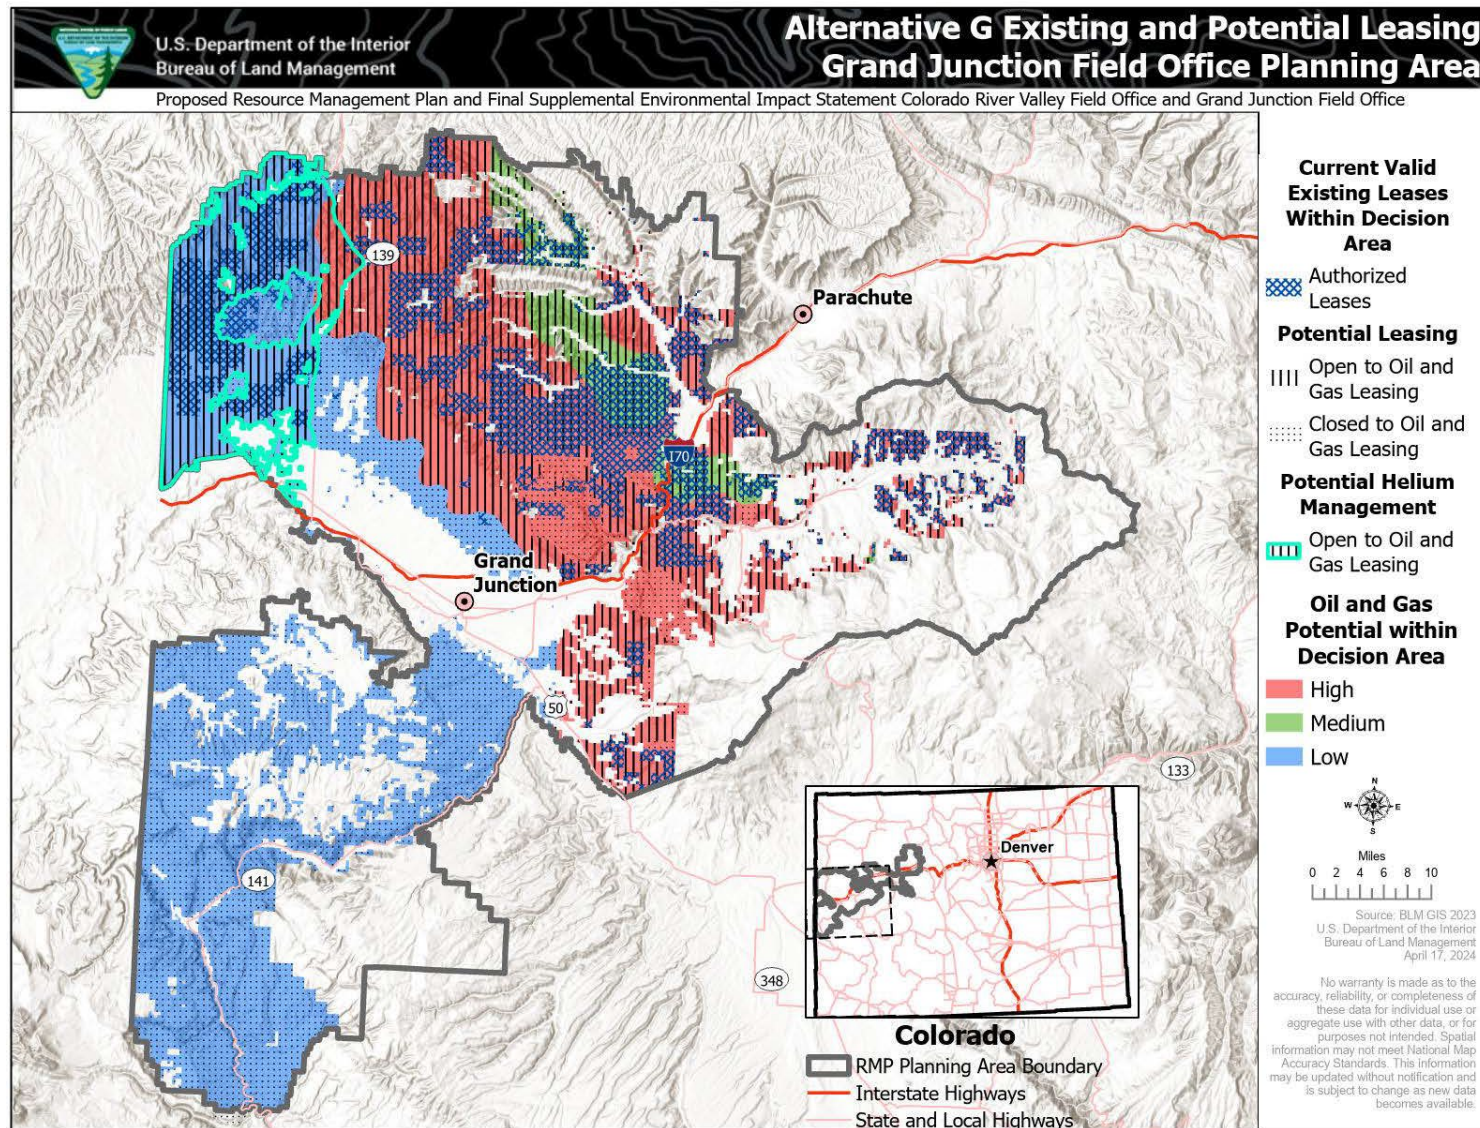 Alternative G Existing and Potential Leasing
Grand Junction Field Office Planning Area
U.S. Department of the Interior
Bureau of Land Management
Proposed Resource Management Plan and Final Supplemental Environmental Impact Statement Colorado River Valley Field Office and Grand Junction Field Office
139
Parachute
I70
Grand
Junction
50
141
133
348
Denver
Colorado
RMP Planning Area Boundary
Interstate Highways
State and Local Highways
Current Valid
Existing Leases
Within Decision
Area
Authorized
Leases
Potential Leasing
Open to Oil and
Gas Leasing
Closed to Oil and
Gas Leasing
Potential Helium
Management
Open to Oil and
Gas Leasing
Oil and Gas
Potential within
Decision Area
High
Medium
Low
N
W E
S
Miles
0 2 4 6 8 10
Source: BLM GIS 2023
U.S. Department of the Interior
Bureau of Land Management
April 17, 2024
No warranty is made as to the
accuracy, reliability, or completeness of
these data for individual use or
aggregate use with other data, or for
purposes not intended. Spatial
information may not meet National Map
Accuracy Standards. This information
may be updated without notification and
is subject to change as new data
becomes available.